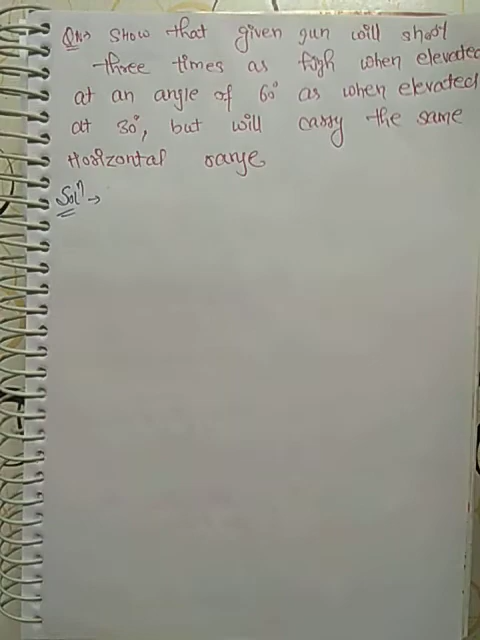 Qn→ Show that given gun will shoot
three times as high when elevated
at an angle of 60° as when elevated
at 30°, but will carry the same
Horizontal range
Solⁿ →